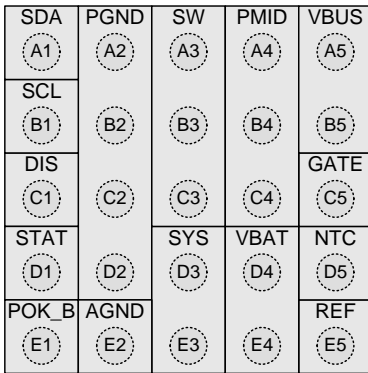 SDA PGND SW PMID VBUS
A1 A2 A3 A4 A5
SCL
B1 B2 B3 B4 B5
DIS GATE
C1 C2 C3 C4 C5
STAT SYS VBAT NTC
D1 D2 D3 D4 D5
POK_B AGND REF
E1 E2 E3 E4 E5